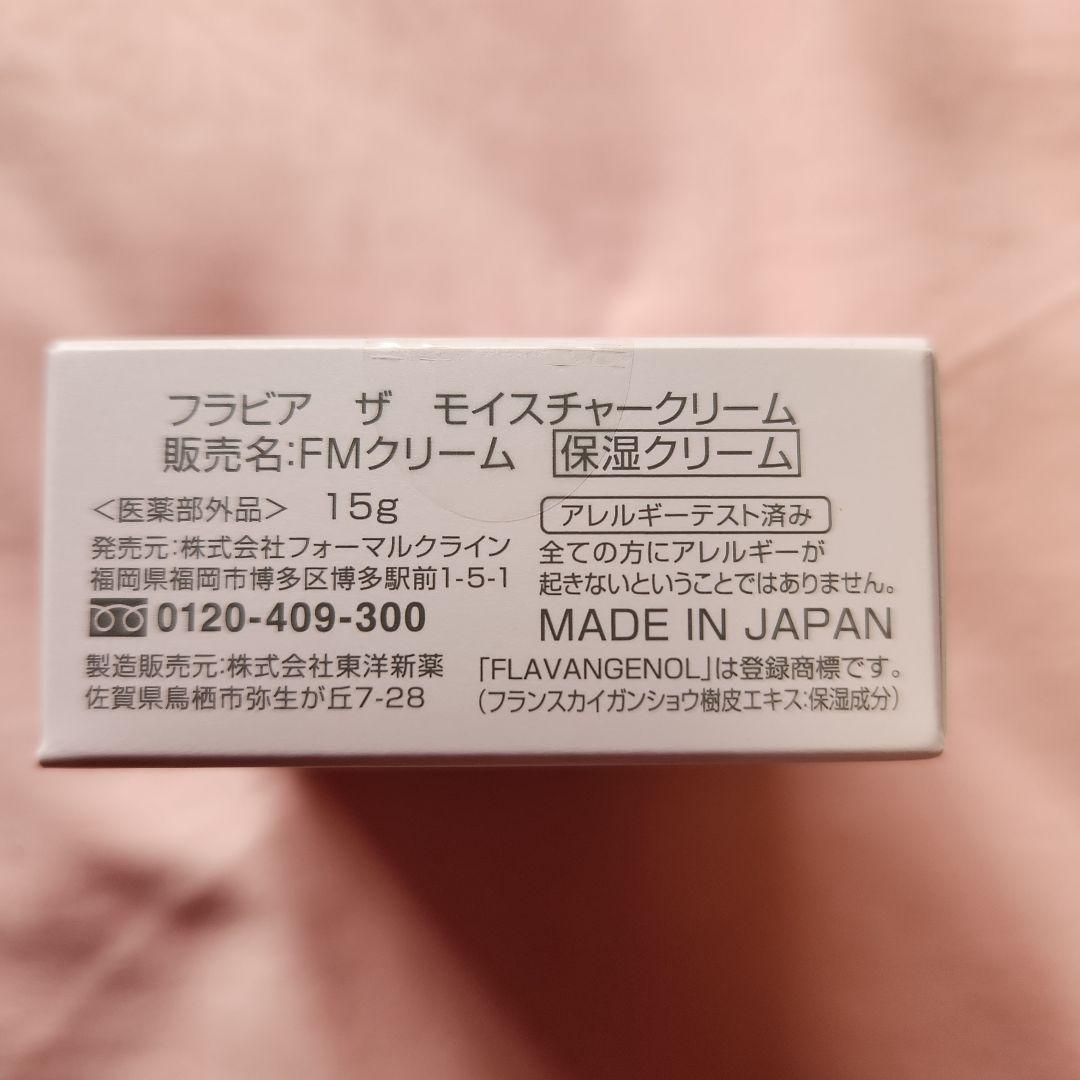 フラビア ザ モイスチャークリーム
販売名:FMクリーム 保湿クリーム
<医薬部外品> 15g
発売元:株式会社フォーマルクライン
福岡県福岡市博多区博多駅前1-5-1
0120-409-300
製造販売元:株式会社東洋新薬
佐賀県鳥栖市弥生が丘7-28
アレルギーテスト済み
全ての方にアレルギーが
起きないということではありません。
MADE IN JAPAN
「FLAVANGENOL」は登録商標です。
(フランスカイガンショウ樹皮エキス:保湿成分)